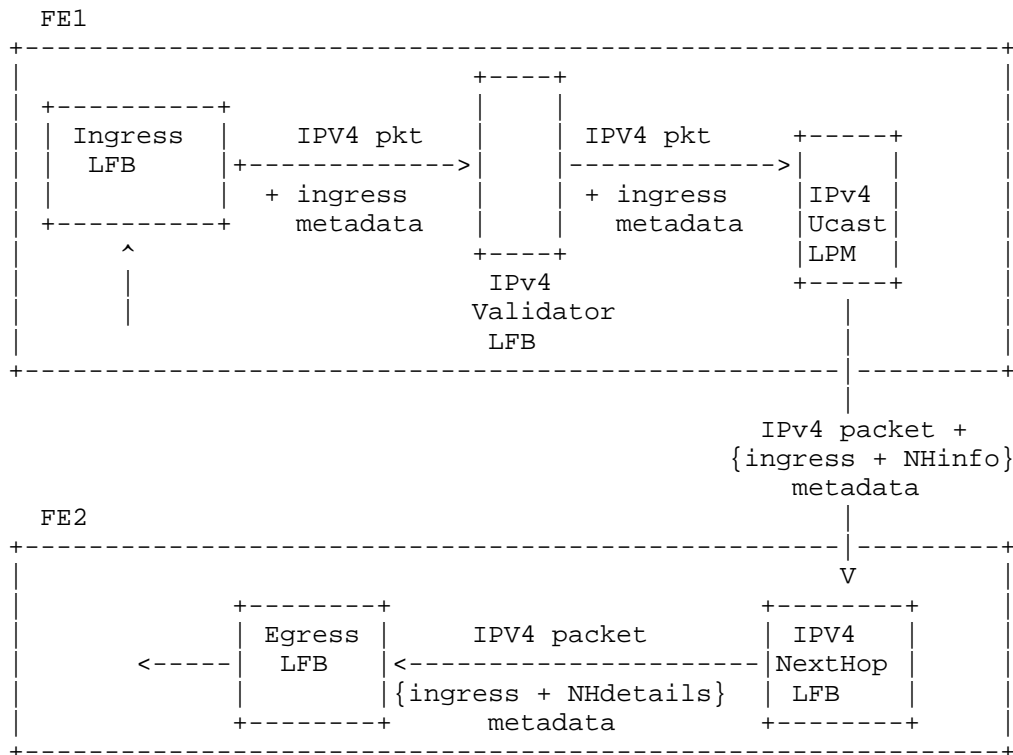 FE1
Ingress LFB
IPV4 pkt
+ ingress metadata
IPv4 Validator LFB
IPV4 pkt
+ ingress metadata
IPv4 Ucast LPM
IPv4 packet +
{ingress + NHinfo}
metadata
FE2
V
Egress LFB
IPV4 packet
{ingress + NHdetails}
metadata
IPV4 NextHop LFB